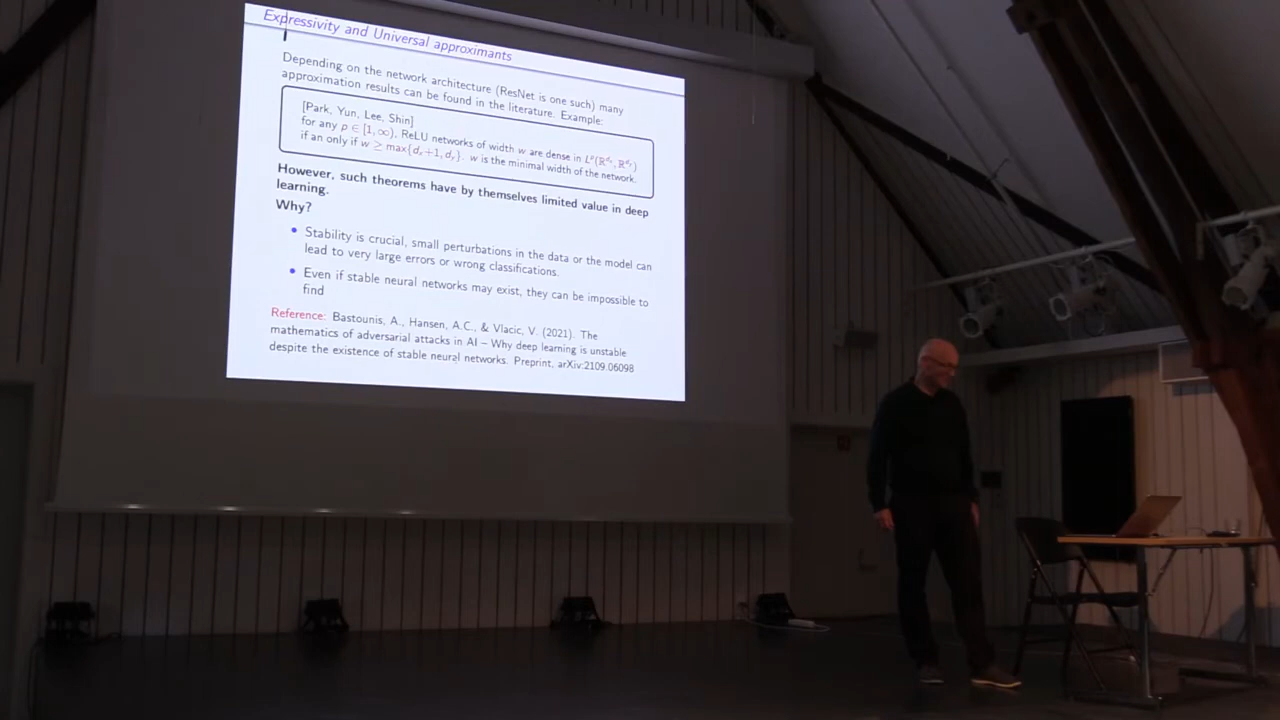 Expressivity and Universal approximants
Depending on the network architecture (ResNet is one such) many
approximation results can be found in the literature. Example:
[Park, Yun, Lee, Shin]
for any p ∈ [1,∞), ReLU networks of width w are dense in Lᵖ(ℝᵈˣ, ℝᵈʸ)
if an only if w ≥ max{dₓ+1, d_y}. w is the minimal width of the network.
However, such theorems have by themselves limited value in deep
learning.
Why?
• Stability is crucial, small perturbations in the data or the model can
lead to very large errors or wrong classifications.
• Even if stable neural networks may exist, they can be impossible to
find
Reference: Bastounis, A., Hansen, A.C., & Vlacic, V. (2021). The
mathematics of adversarial attacks in AI – Why deep learning is unstable
despite the existence of stable neural networks. Preprint, arXiv:2109.06098